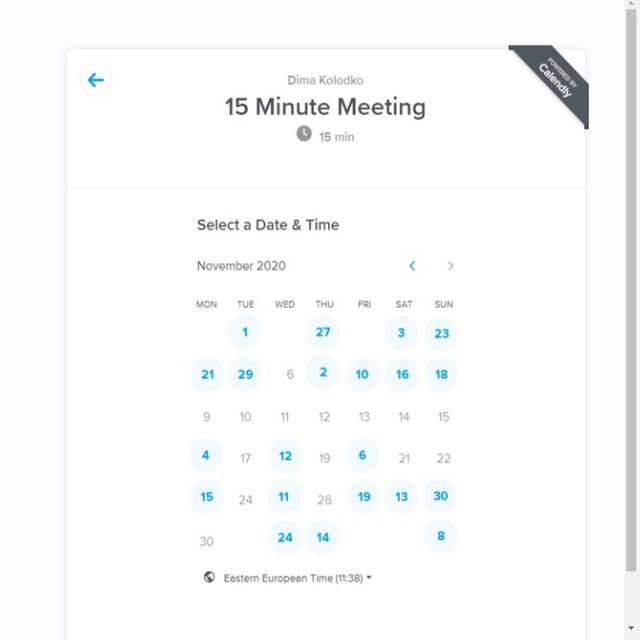 Dima Kolodko
15 Minute Meeting
15 min
POWERED BY
Calendly
Select a Date & Time
November 2020
MON TUE WED THU FRI SAT SUN
1 27 3 23
21 29 6 2 10 16 18
9 10 11 12 13 14 15
4 17 12 19 6 21 22
15 24 11 26 19 13 30
30 24 14 8
Eastern European Time (11:38)